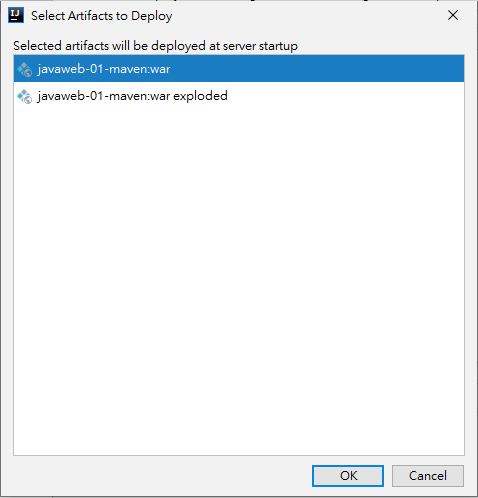 IJ
Select Artifacts to Deploy
Selected artifacts will be deployed at server startup
javaweb-01-maven:war
javaweb-01-maven:war exploded
OK
Cancel